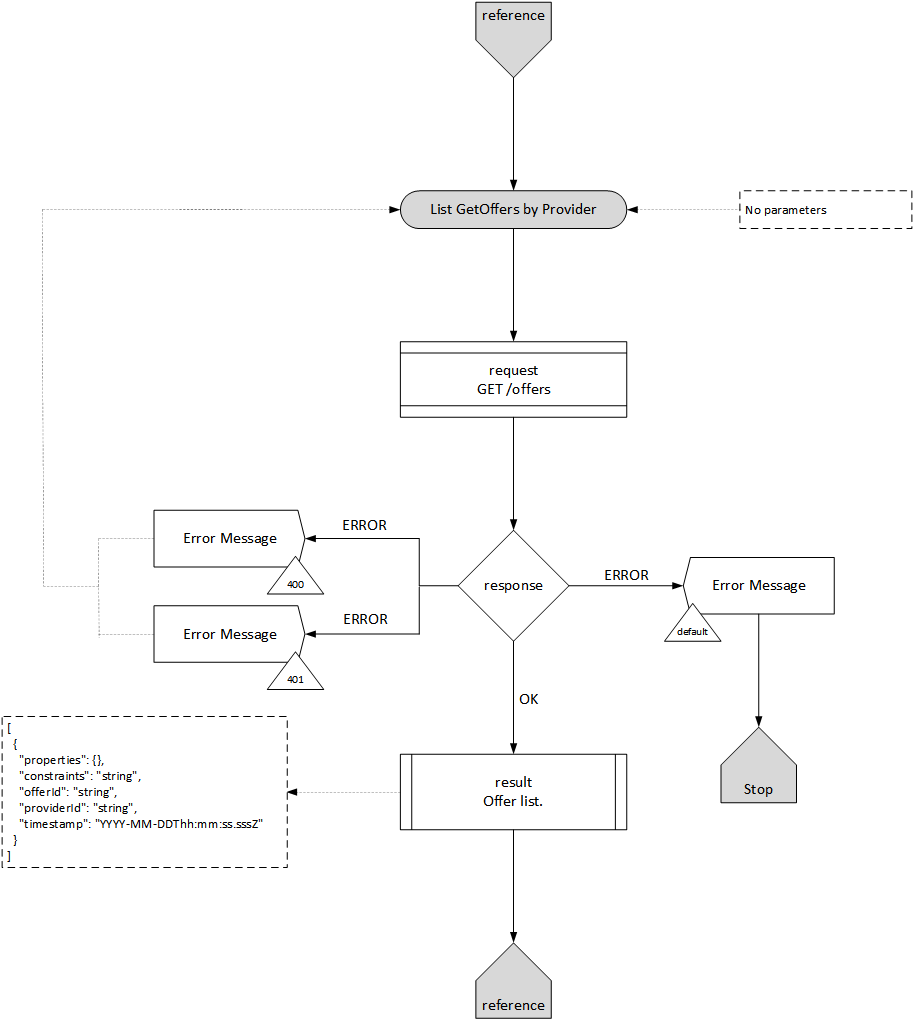 reference
List GetOffers by Provider
No parameters
request
GET /offers
ERROR
Error Message
400
response
ERROR
Error Message
default
ERROR
Error Message
401
OK
[
{
"properties": {},
"constraints": "string",
"offerId": "string",
"providerId": "string",
"timestamp": "YYYY-MM-DDThh:mm:ss.sssZ"
}
]
result
Offer list.
Stop
reference